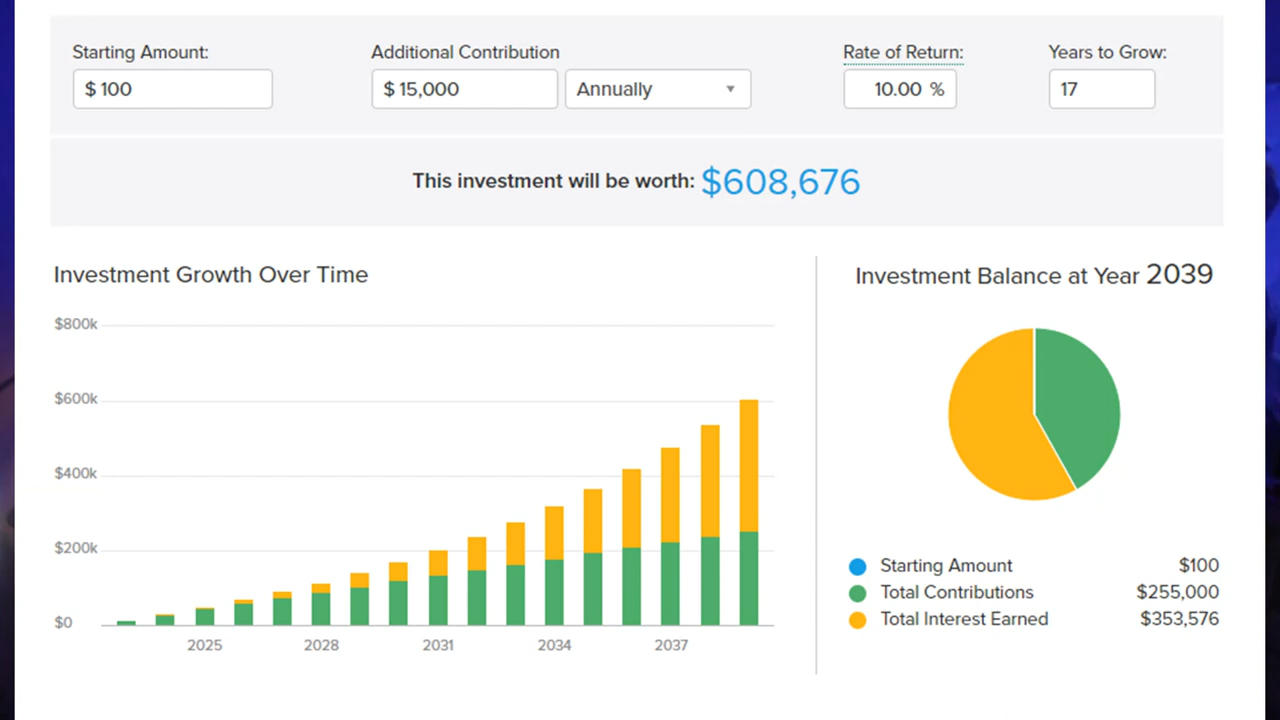 Starting Amount: Additional Contribution Rate of Return: Years to Grow:
$ 100 $ 15,000 Annually 10.00 % 17
This investment will be worth: $608,676
Investment Growth Over Time
$800k
$600k
$400k
$200k
$0
2025 2028 2031 2034 2037
Investment Balance at Year 2039
Starting Amount $100
Total Contributions $255,000
Total Interest Earned $353,576